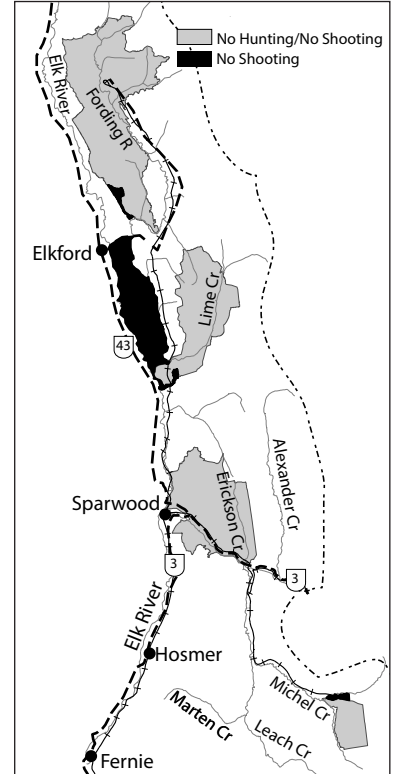 No Hunting/No Shooting
No Shooting
Elk River
Fording R
Elkford
Lime Cr
43
Alexander Cr
Erickson Cr
Sparwood
3
3
Elk River
Hosmer
Michel Cr
Marten Cr
Leach Cr
Fernie